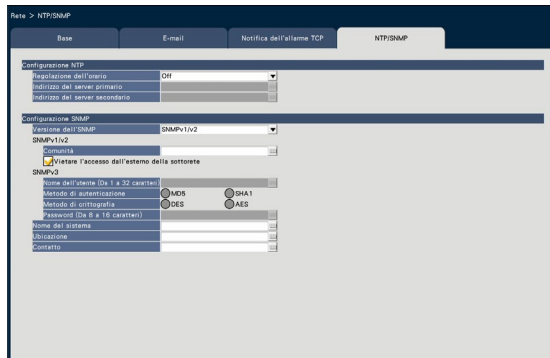 Rete > NTP/SNMP
Base E-mail Notifica dell'allarme TCP NTP/SNMP
Configurazione NTP
Regolazione dell'orario Off
Indirizzo del server primario
Indirizzo del server secondario
Configurazione SNMP
Versione dell'SNMP SNMPv1/v2
SNMPv1/v2
Comunità
Vietare l'accesso dall'esterno della sottorete
SNMPv3
Nome dell'utente (Da 1 a 32 caratteri)
Metodo di autenticazione MD5 SHA1
Metodo di crittografia DES AES
Password (Da 8 a 16 caratteri)
Nome del sistema
Ubicazione
Contatto